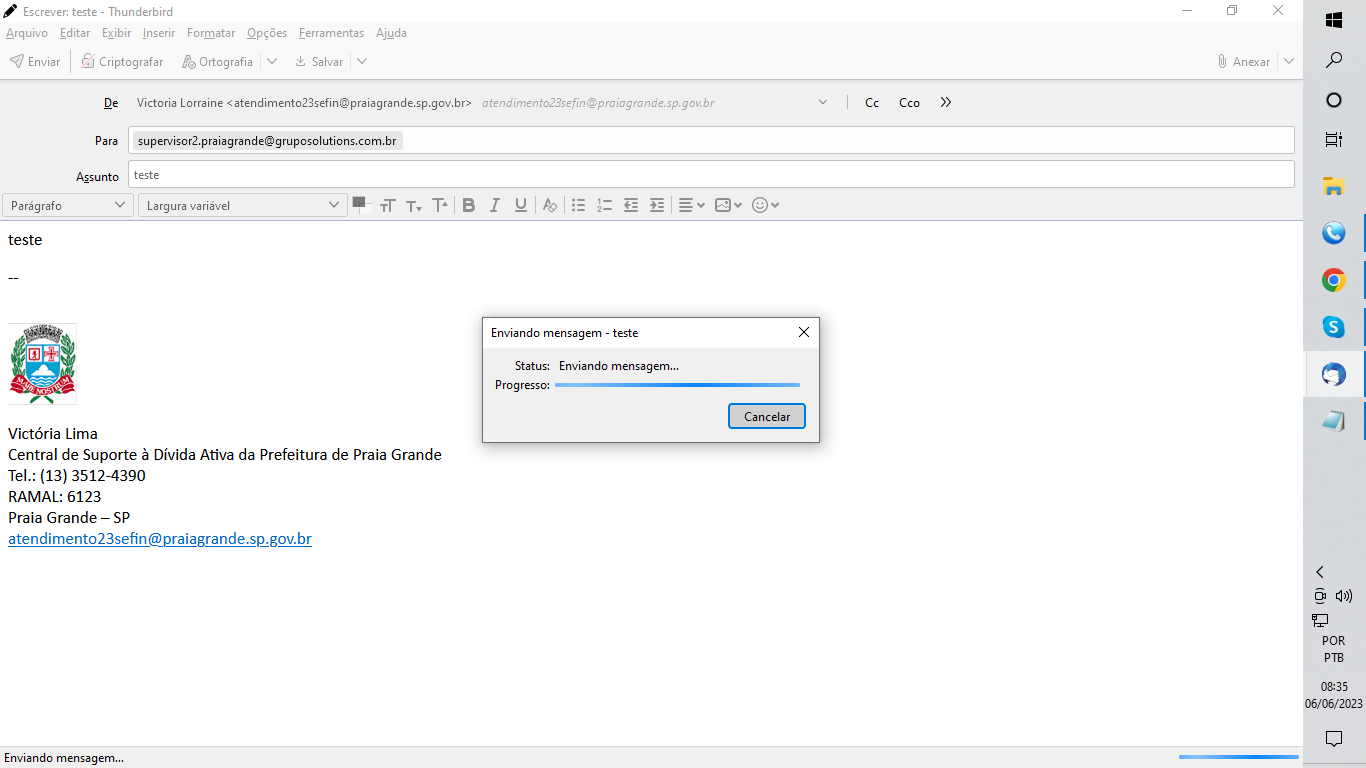 Escrever: teste - Thunderbird
Arquivo Editar Exibir Inserir Formatar Opções Ferramentas Ajuda
Enviar Criptografar Ortografia Salvar Anexar
De Victoria Lorraine <atendimento23sefin@praiagrande.sp.gov.br> atendimento23sefin@praiagrande.sp.gov.br Cc Cco
Para supervisor2.praiagrande@gruposolutions.com.br
Assunto teste
Parágrafo Largura variável
teste
--
MARE NOSTRUM
Enviando mensagem - teste
Status: Enviando mensagem...
Progresso:
Cancelar
Victória Lima
Central de Suporte à Dívida Ativa da Prefeitura de Praia Grande
Tel.: (13) 3512-4390
RAMAL: 6123
Praia Grande – SP
atendimento23sefin@praiagrande.sp.gov.br
POR
PTB
08:35
06/06/2023
Enviando mensagem...